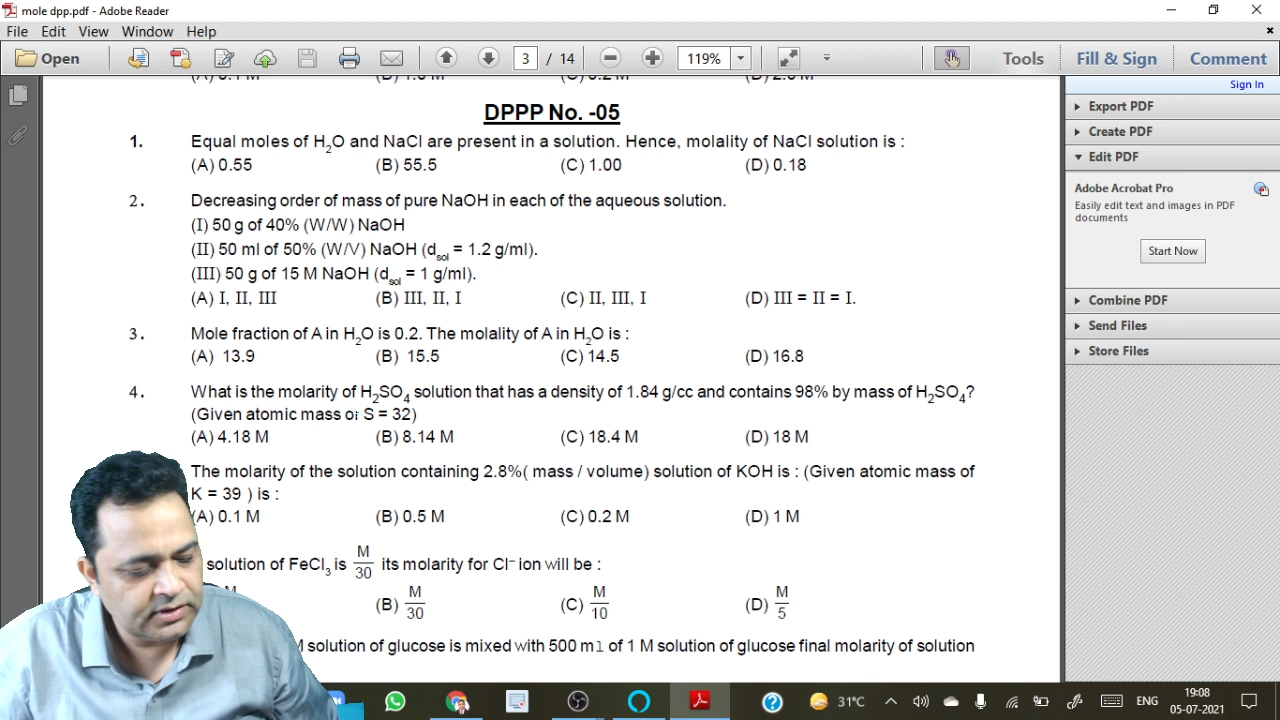 mole dpp.pdf - Adobe Reader
File Edit View Window Help
Open 3 / 14 119% Tools Fill & Sign Comment
Sign In
DPPP No. -05
1. Equal moles of H₂O and NaCl are present in a solution. Hence, molality of NaCl solution is :
(A) 0.55 (B) 55.5 (C) 1.00 (D) 0.18
2. Decreasing order of mass of pure NaOH in each of the aqueous solution.
(I) 50 g of 40% (W/W) NaOH
(II) 50 ml of 50% (W/V) NaOH (dsol = 1.2 g/ml).
(III) 50 g of 15 M NaOH (dsol = 1 g/ml).
(A) I, II, III (B) III, II, I (C) II, III, I (D) III = II = I.
3. Mole fraction of A in H₂O is 0.2. The molality of A in H₂O is :
(A) 13.9 (B) 15.5 (C) 14.5 (D) 16.8
4. What is the molarity of H₂SO₄ solution that has a density of 1.84 g/cc and contains 98% by mass of H₂SO₄?
(Given atomic mass of S = 32)
(A) 4.18 M (B) 8.14 M (C) 18.4 M (D) 18 M
The molarity of the solution containing 2.8%( mass / volume) solution of KOH is : (Given atomic mass of
K = 39 ) is :
(A) 0.1 M (B) 0.5 M (C) 0.2 M (D) 1 M
solution of FeCl₃ is M/30 its molarity for Cl⁻ ion will be :
(B) M/30 (C) M/10 (D) M/5
M solution of glucose is mixed with 500 ml of 1 M solution of glucose final molarity of solution
Export PDF
Create PDF
Edit PDF
Adobe Acrobat Pro
Easily edit text and images in PDF
documents
Start Now
Combine PDF
Send Files
Store Files
31°C ENG 19:08
05-07-2021